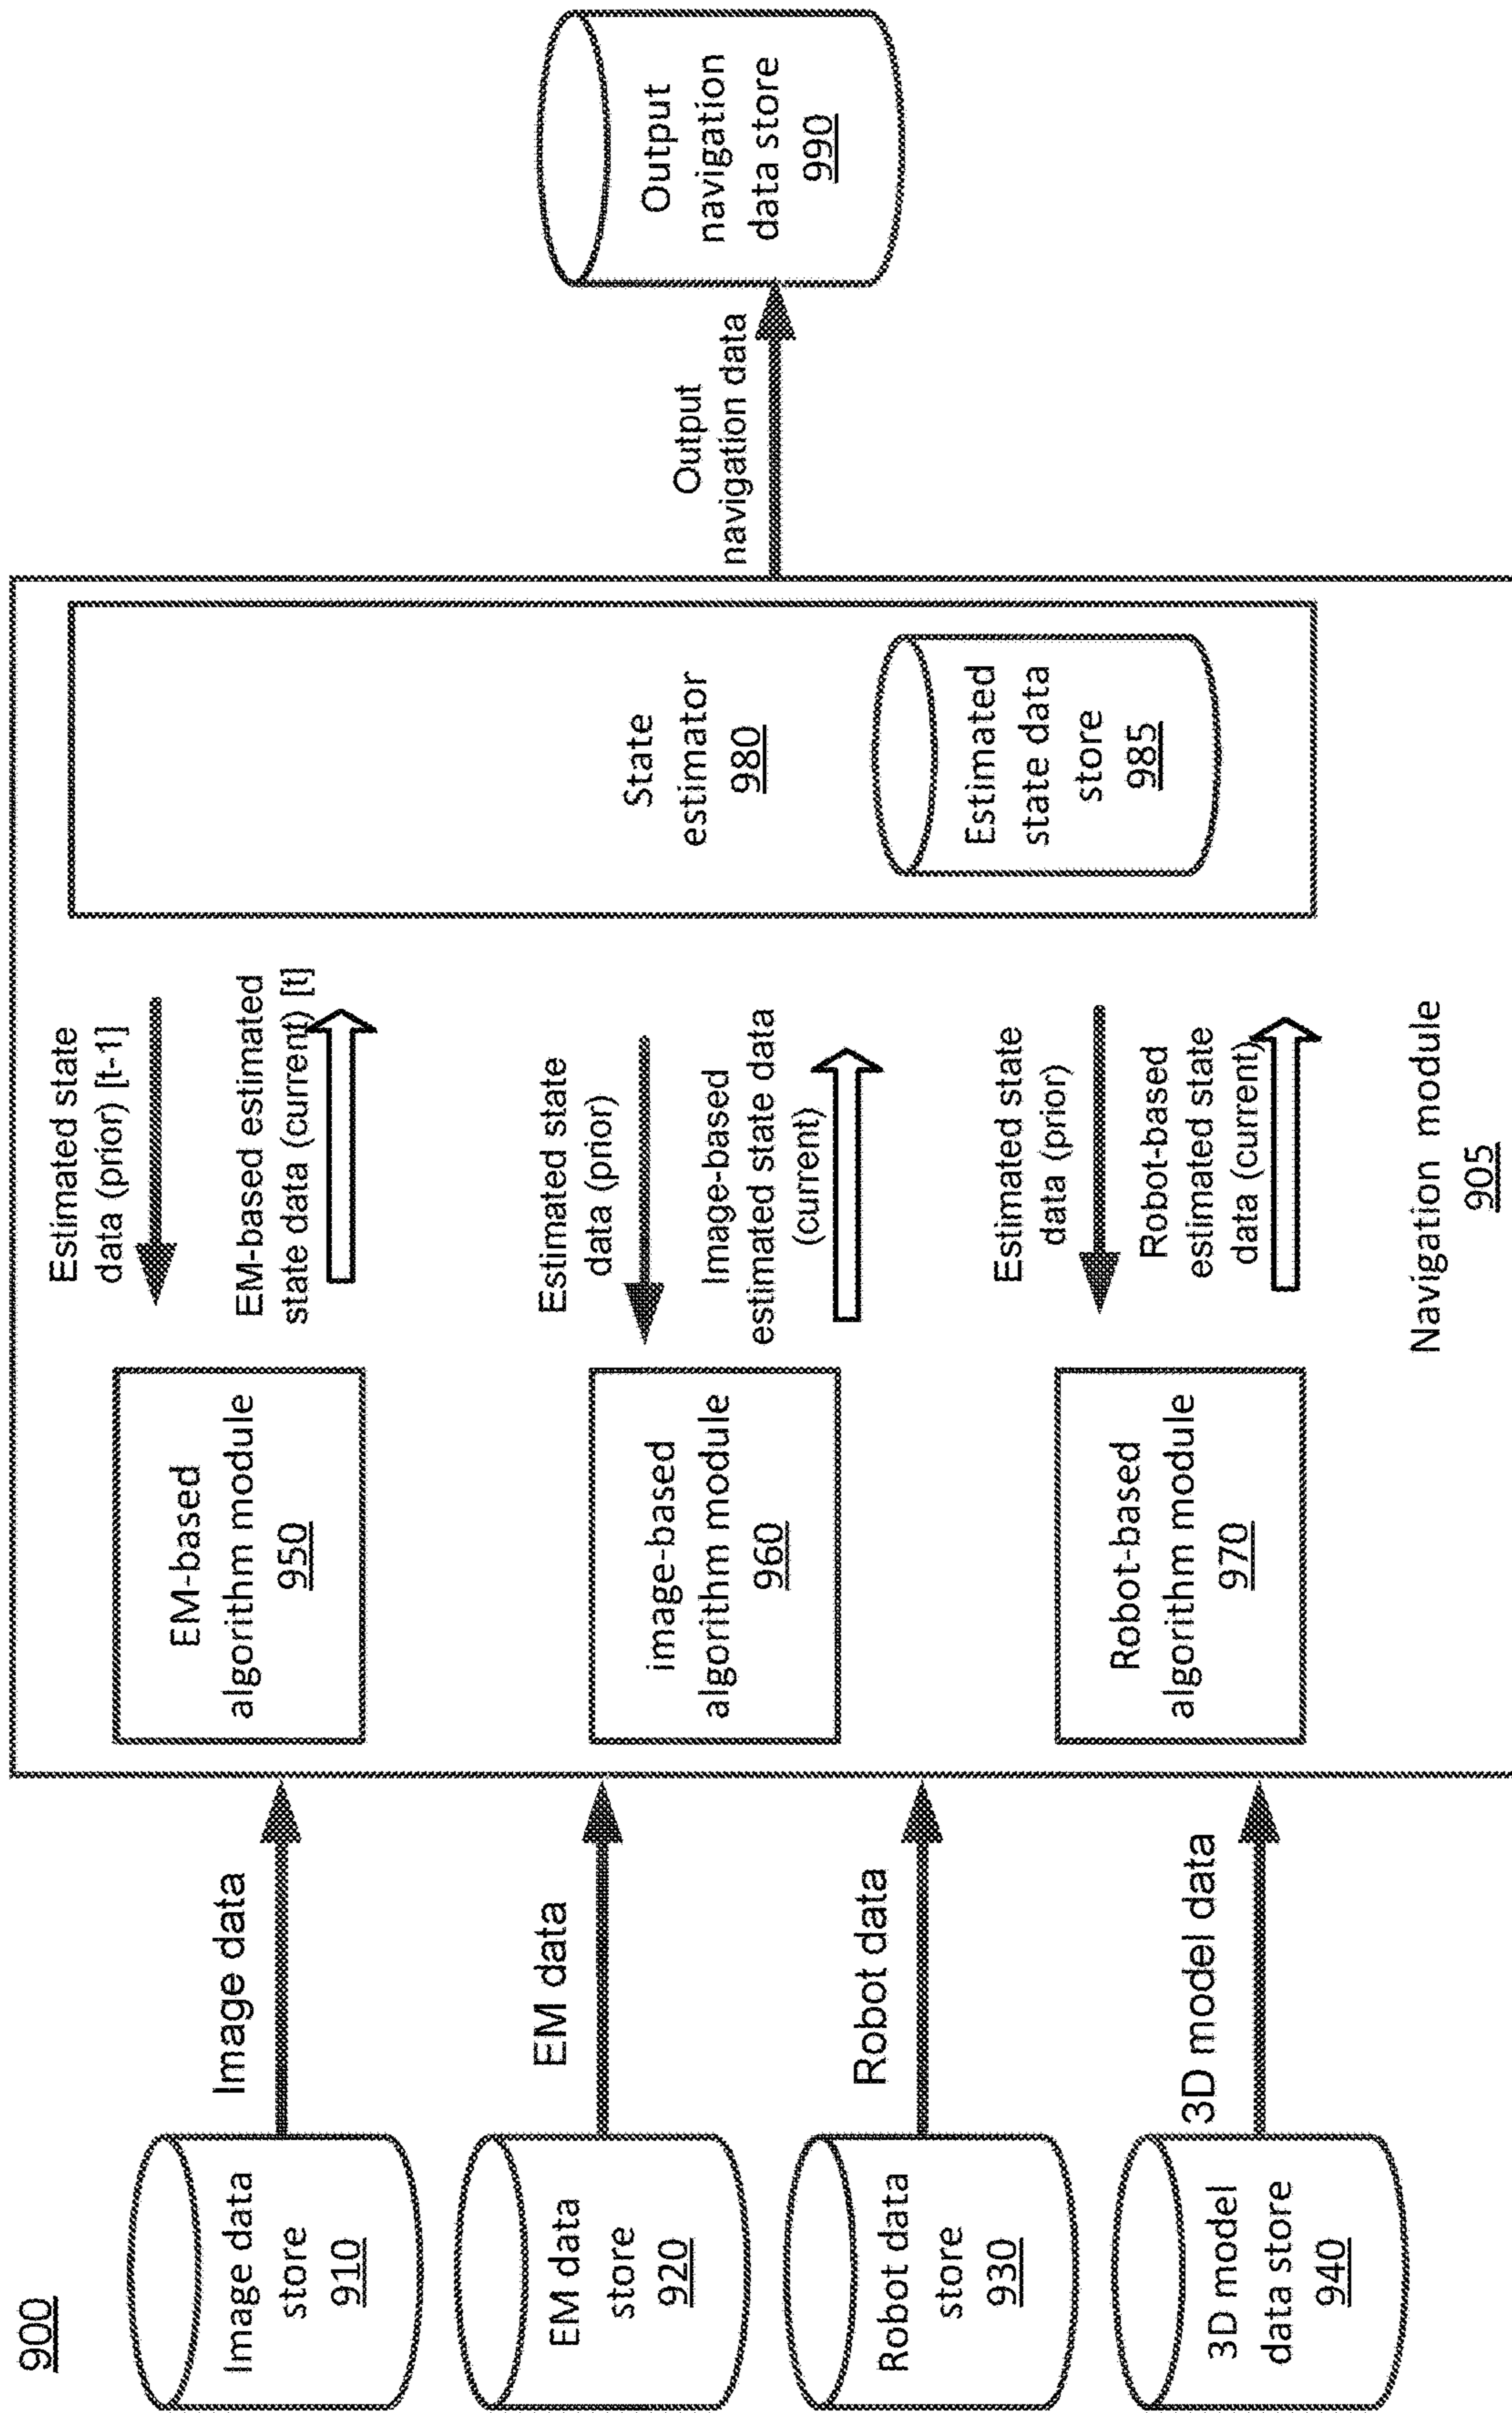 900
Image data
store
910
EM data
store
920
Robot data
store
930
3D model
data store
940
Image data
EM data
Robot data
3D model data
EM-based
algorithm module
950
image-based
algorithm module
960
Robot-based
algorithm module
970
Estimated state
data (prior) [t-1]
EM-based estimated
state data (current) [t]
Estimated state
data (prior)
Image-based
estimated state data
(current)
Estimated state
data (prior)
Robot-based
estimated state
data (current)
Navigation module
905
State
estimator
980
Estimated
state data
store
985
Output
navigation data
Output
navigation
data store
990